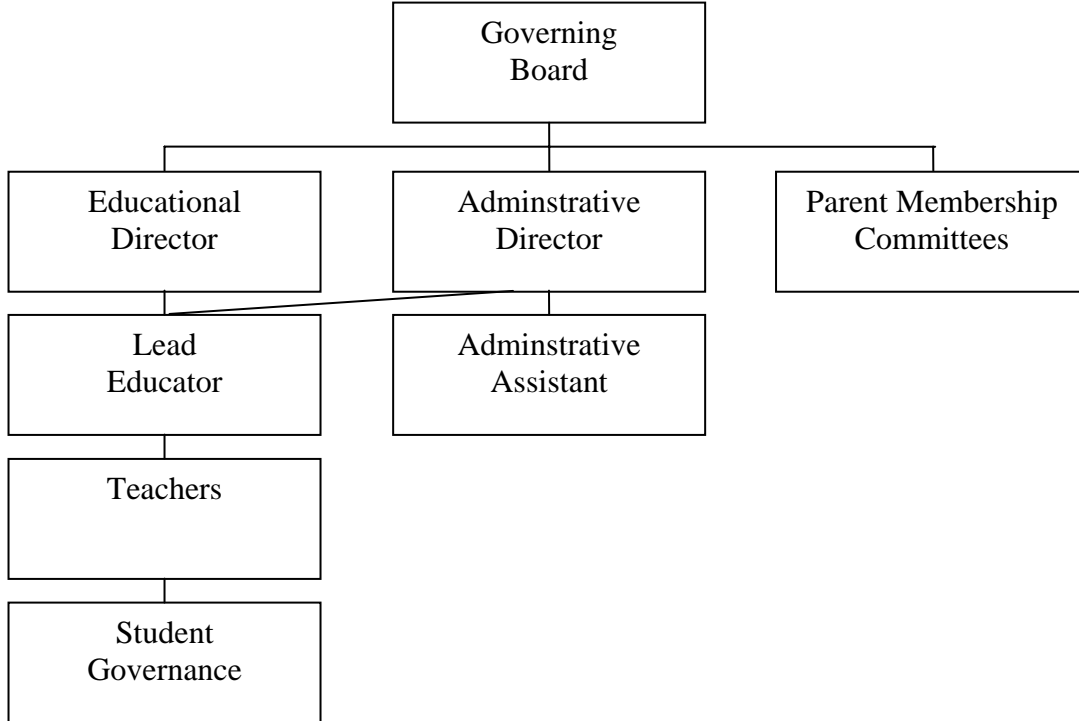 Governing
Board
Educational
Director
Adminstrative
Director
Parent Membership
Committees
Lead
Educator
Adminstrative
Assistant
Teachers
Student
Governance